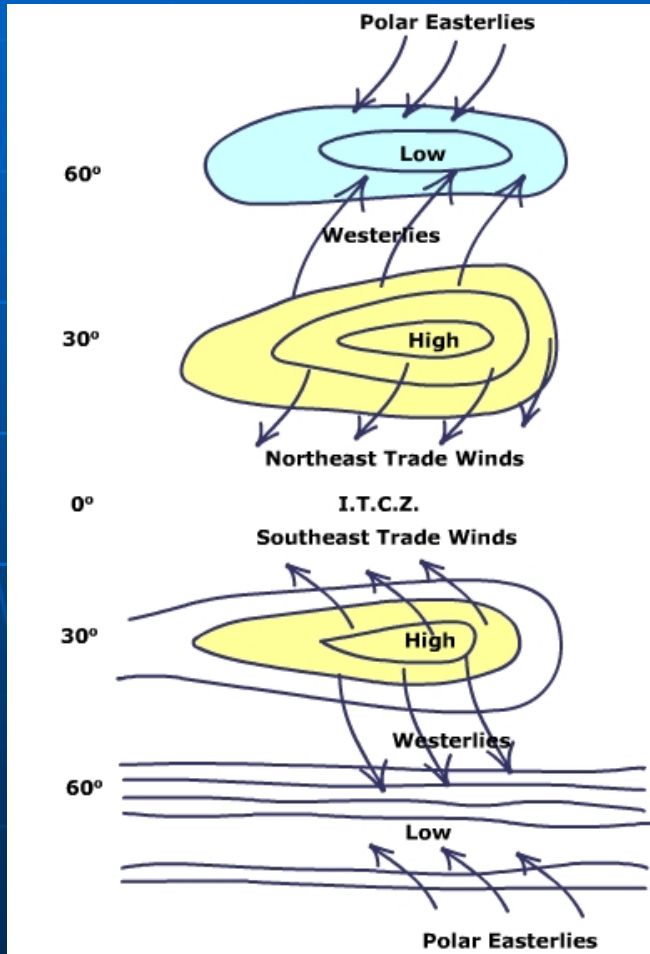 Polar Easterlies
Low
60º
Westerlies
30º
High
Northeast Trade Winds
0º
I.T.C.Z.
Southeast Trade Winds
30º
High
Westerlies
60º
Low
Polar Easterlies